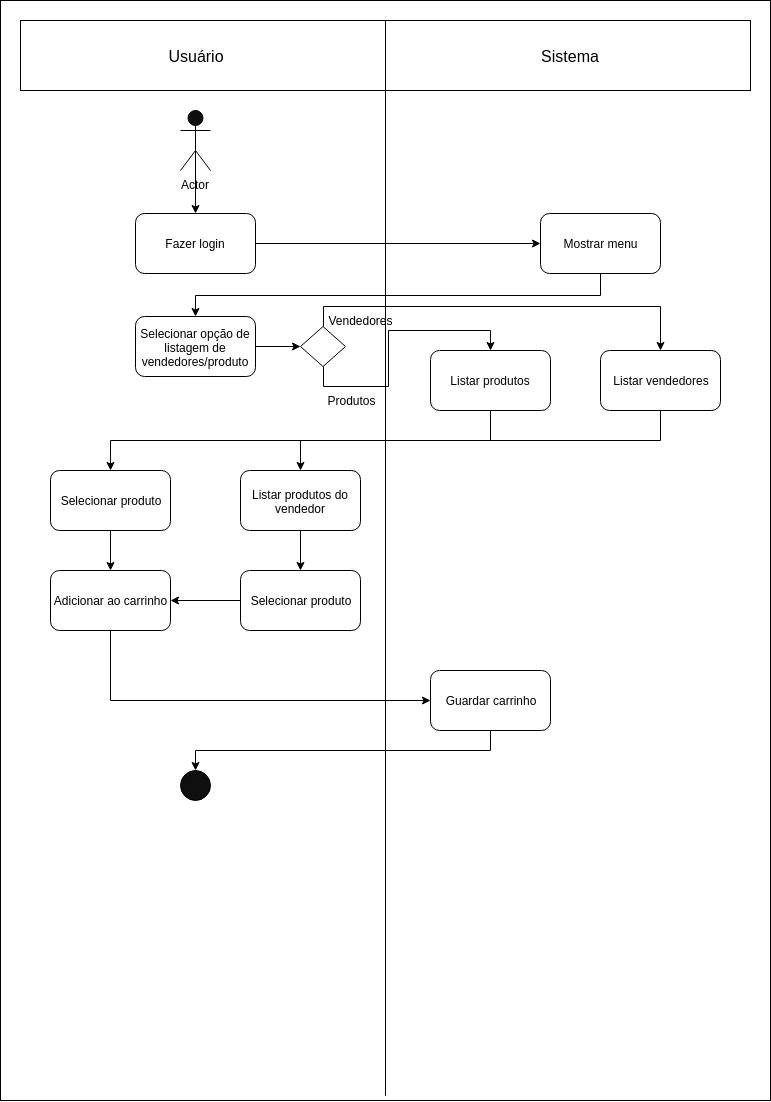 Usuário
Sistema
Actor
Fazer login
Mostrar menu
Selecionar opção de
listagem de
vendedores/produto
Vendedores
Produtos
Listar produtos
Listar vendedores
Selecionar produto
Listar produtos do
vendedor
Adicionar ao carrinho
Selecionar produto
Guardar carrinho